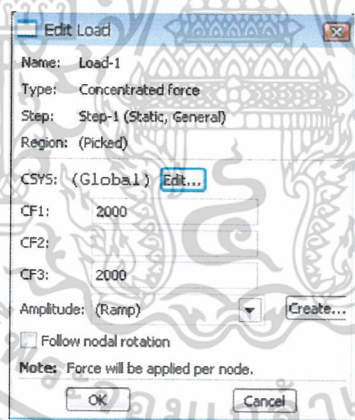 Edit Load
Name: Load-1
Type: Concentrated force
Step: Step-1 (Static, General)
Region: (Picked)
CSYS: (Global) Edit...
CF1: 2000
CF2:
CF3: 2000
Amplitude: (Ramp) Create...
Follow nodal rotation
Note: Force will be applied per node.
OK Cancel